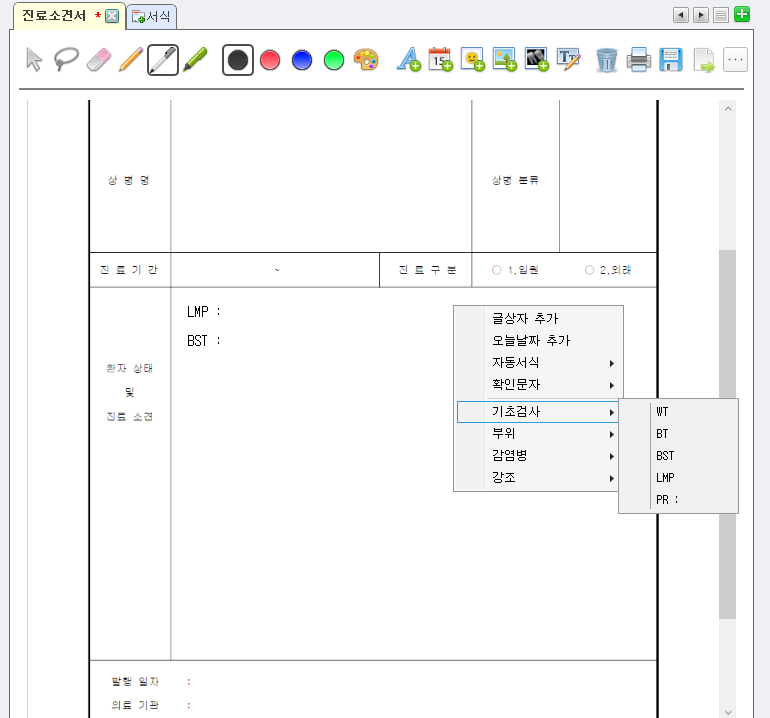 진료소견서 *
서식
15
상 병 명
상병 분류
진 료 기 간
~
진 료 구 분
1,입원
2,외래
LMP :
BST :
환자 상태
및
진료 소견
글상자 추가
오늘날짜 추가
자동서식
확인문자
기초검사
부위
감염병
강조
WT
BT
BST
LMP
PR :
발행 일자 :
의료 기관 :